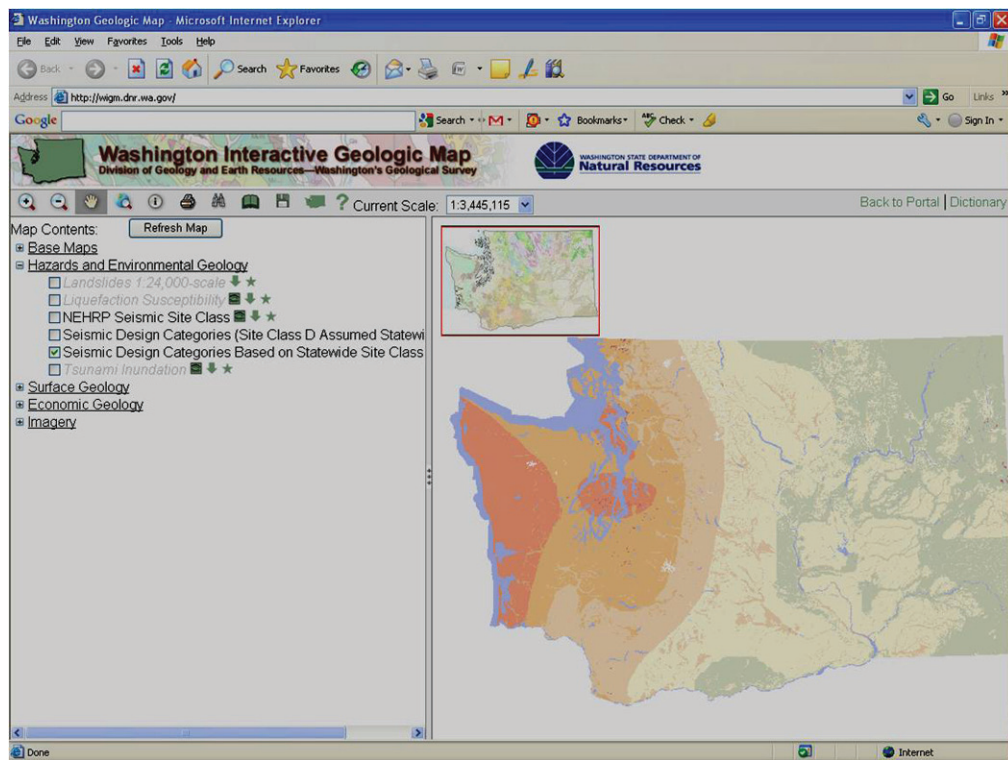 Washington Geologic Map - Microsoft Internet Explorer
File Edit View Favorites Tools Help
Back Search Favorites
Address http://wigm.dnr.wa.gov/ Go Links »
Google Search Bookmarks Check Sign In
Washington Interactive Geologic Map
Division of Geology and Earth Resources—Washington's Geological Survey
WASHINGTON STATE DEPARTMENT OF
Natural Resources
Current Scale: 1:3,445,115 Back to Portal | Dictionary
Map Contents: Refresh Map
Base Maps
Hazards and Environmental Geology
Landslides 1:24,000-scale
Liquefaction Susceptibility
NEHRP Seismic Site Class
Seismic Design Categories (Site Class D Assumed Statewi
Seismic Design Categories Based on Statewide Site Class
Tsunami Inundation
Surface Geology
Economic Geology
Imagery
Done Internet